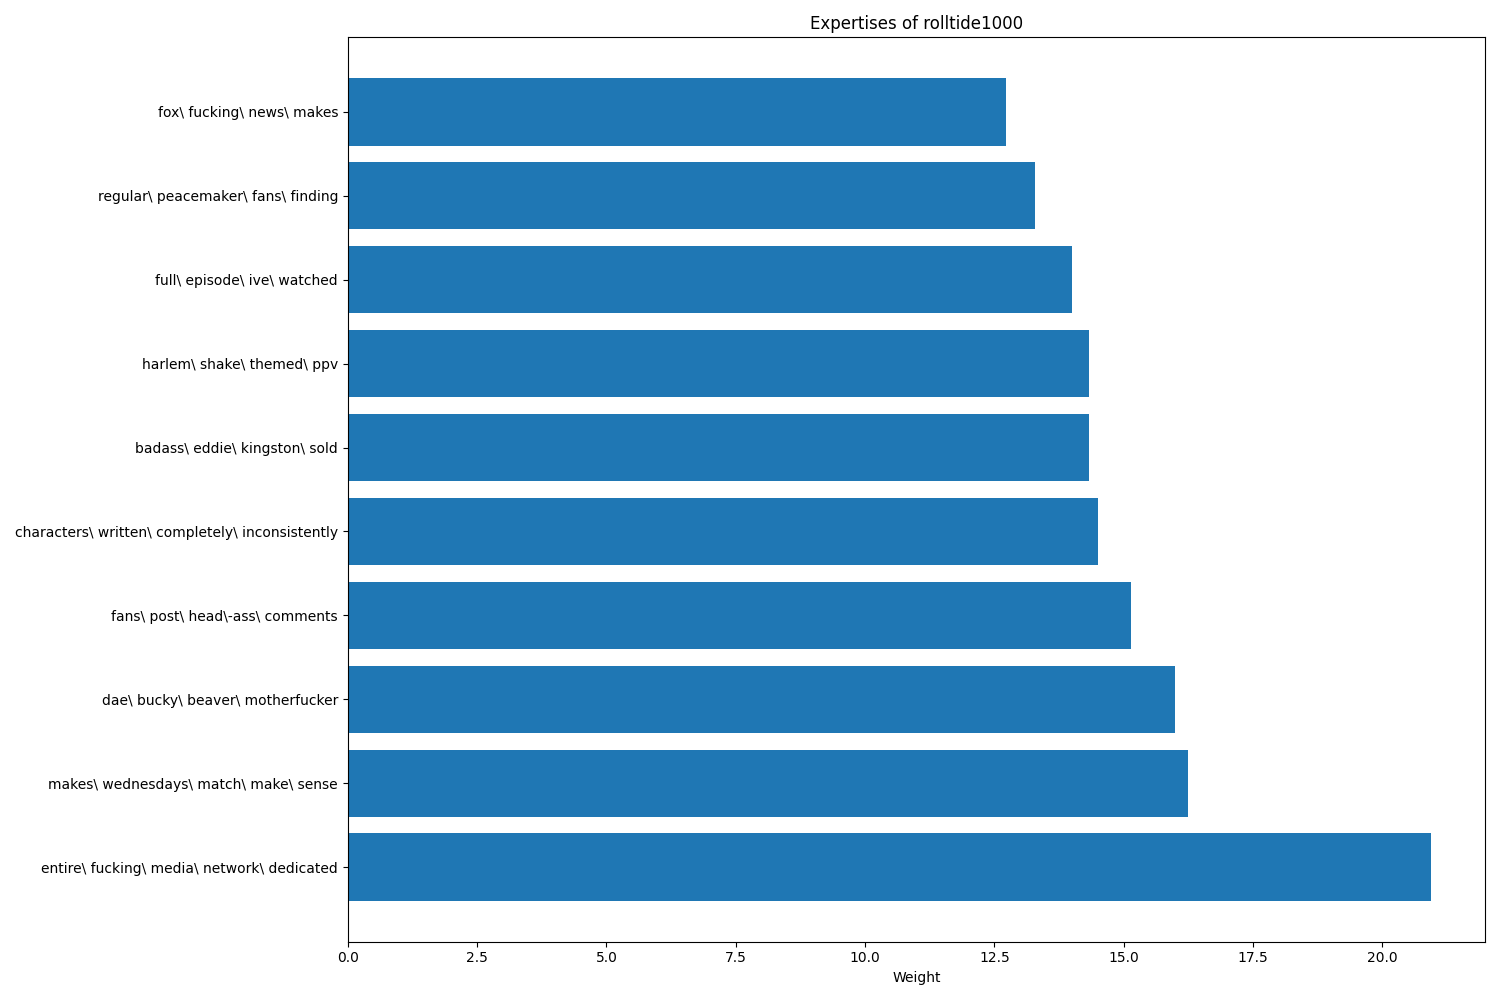 Expertises of rolltide1000
fox\ fucking\ news\ makes
regular\ peacemaker\ fans\ finding
full\ episode\ ive\ watched
harlem\ shake\ themed\ ppv
badass\ eddie\ kingston\ sold
characters\ written\ completely\ inconsistently
fans\ post\ head\-ass\ comments
dae\ bucky\ beaver\ motherfucker
makes\ wednesdays\ match\ make\ sense
entire\ fucking\ media\ network\ dedicated
0.0 2.5 5.0 7.5 10.0 12.5 15.0 17.5 20.0
Weight